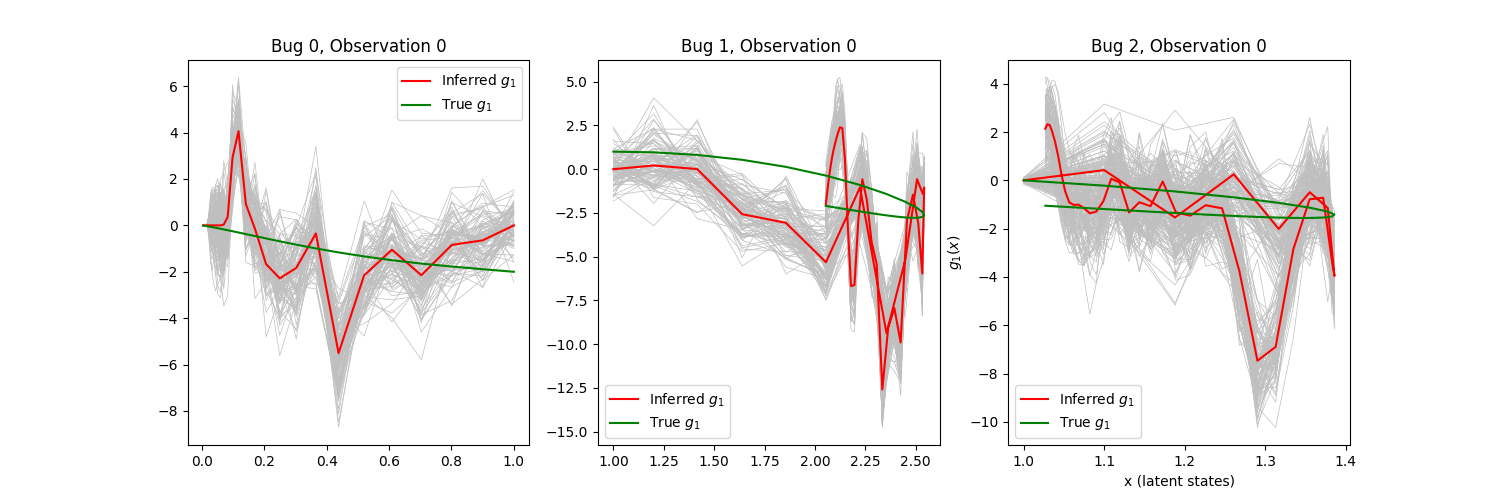 Bug 0, Observation 0
6
4
2
0
−2
−4
−6
−8
0.0 0.2 0.4 0.6 0.8 1.0
Inferred g₁
True g₁
Bug 1, Observation 0
5.0
2.5
0.0
−2.5
−5.0
−7.5
−10.0
−12.5
−15.0
1.00 1.25 1.50 1.75 2.00 2.25 2.50
Inferred g₁
True g₁
Bug 2, Observation 0
g₁(x)
4
2
0
−2
−4
−6
−8
−10
1.0 1.1 1.2 1.3 1.4
x (latent states)
Inferred g₁
True g₁